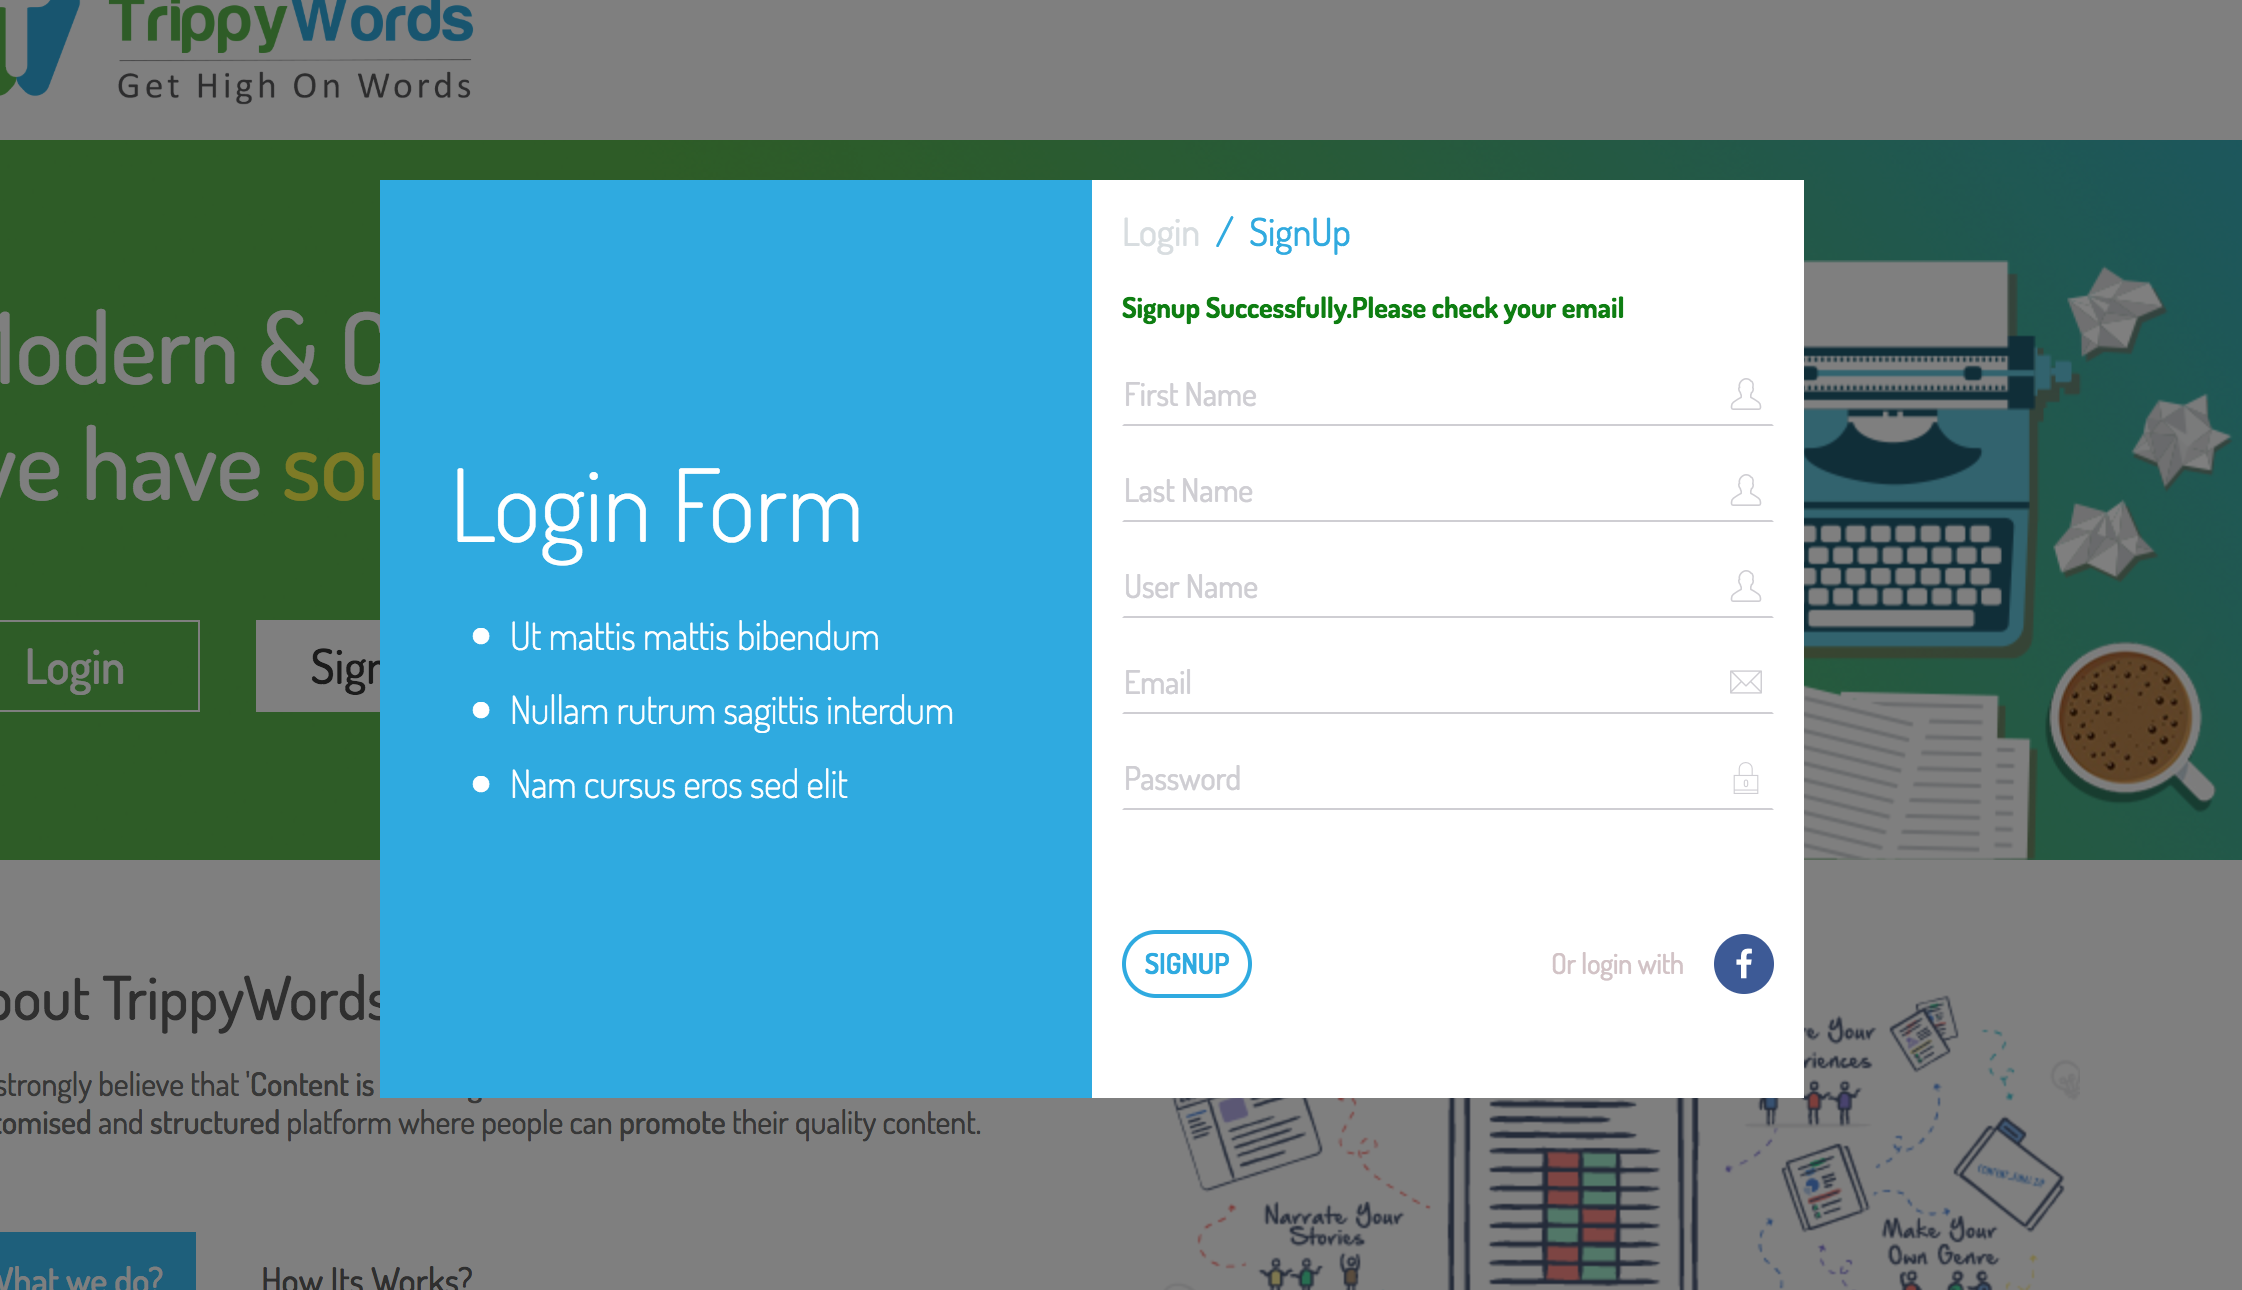 TrippyWords
Get High On Words
Modern & O
ve have so
Login
Sign
Login / SignUp
Signup Successfully.Please check your email
First Name
Last Name
User Name
Email
Password
SIGNUP
Or login with
f
Login Form
Ut mattis mattis bibendum
Nullam rutrum sagittis interdum
Nam cursus eros sed elit
bout TrippyWords
strongly believe that 'Content is
tomised and structured platform where people can promote their quality content.
What we do?
How Its Works?
e Your
riences
Narrate Your
Stories
Make Your
Own Genre